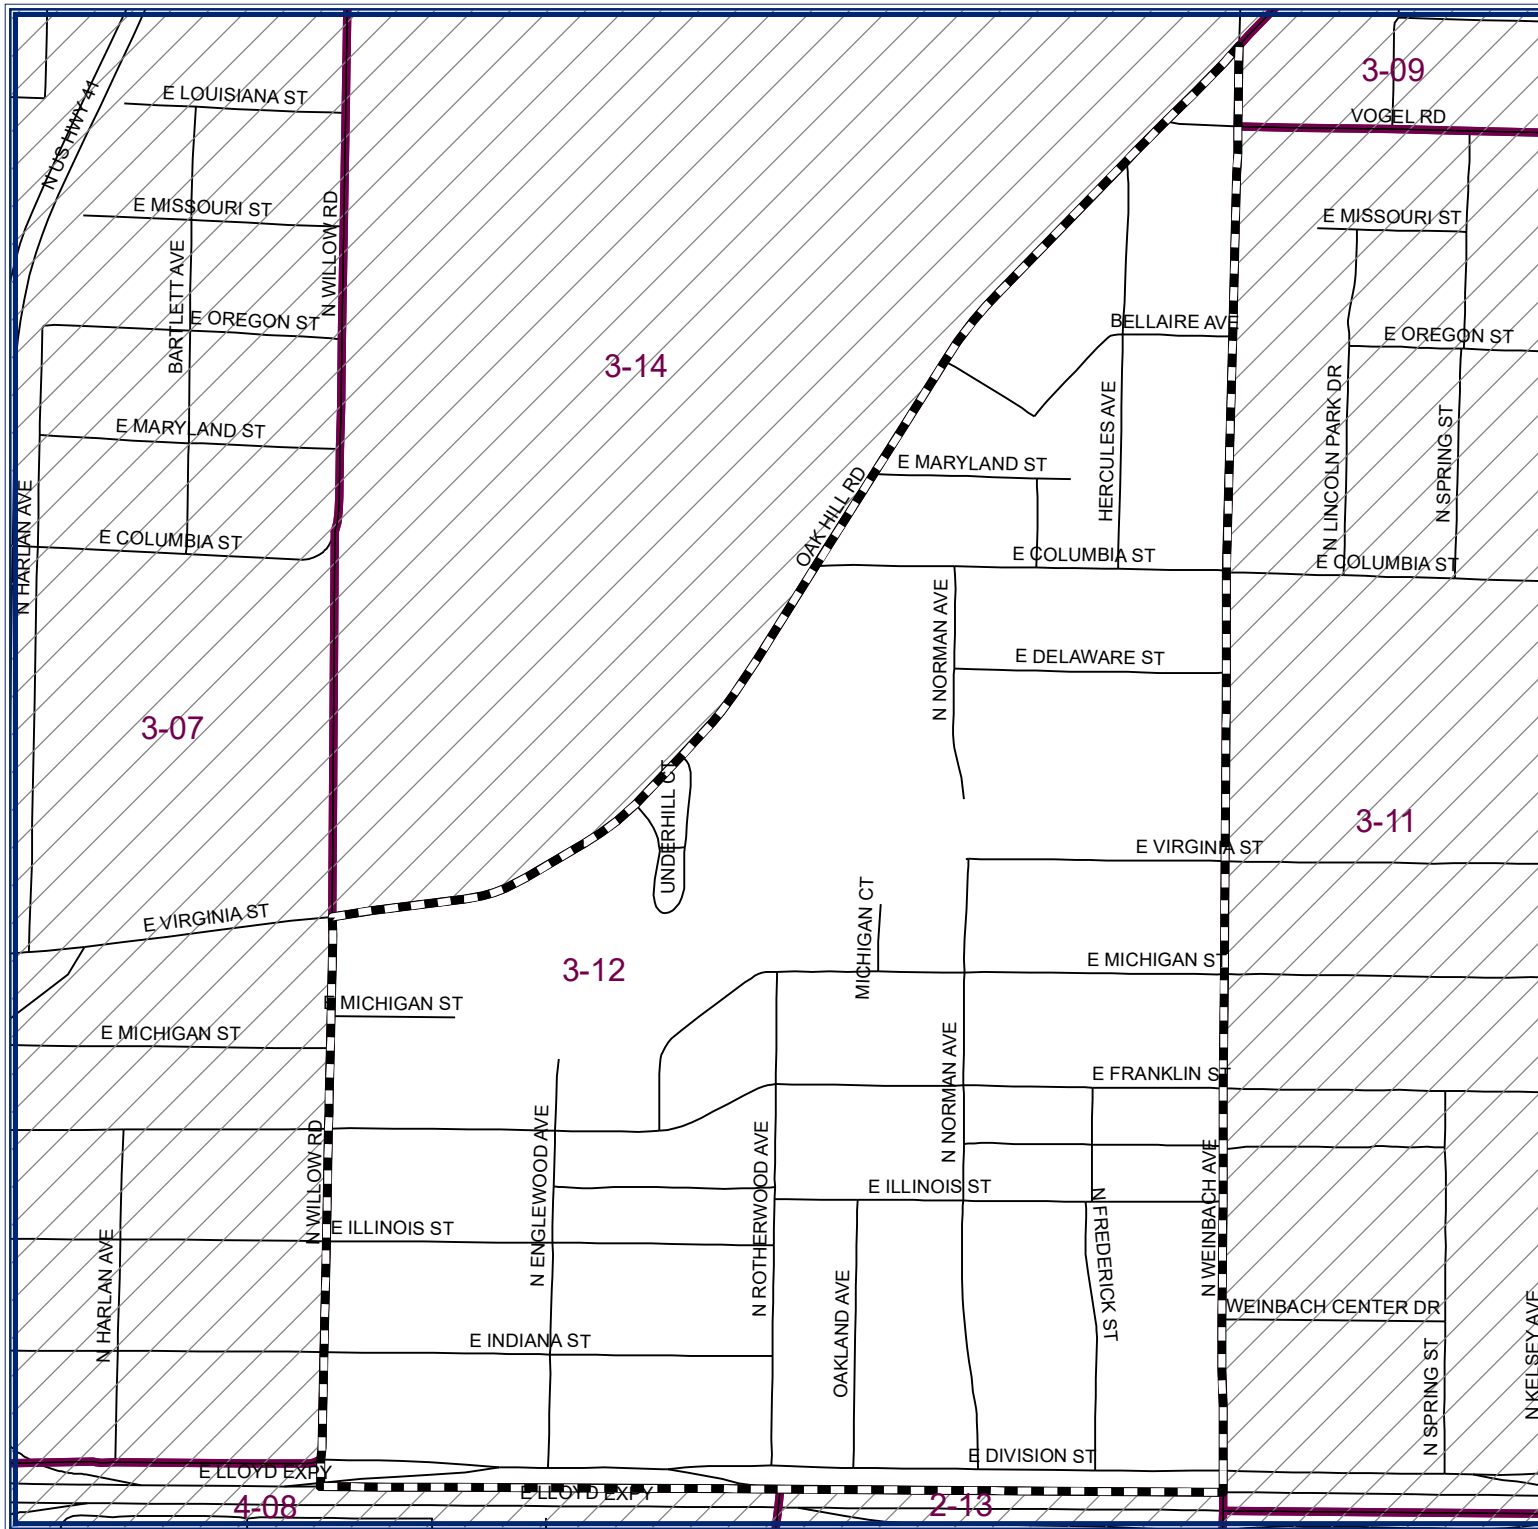 3-09
E LOUISIANA ST
VOGEL RD
N US HWY 41
E MISSOURI ST
E MISSOURI ST
N WILLOW RD
BARTLETT AVE
E OREGON ST
BELLAIRE AVE
E OREGON ST
3-14
HERCULES AVE
N LINCOLN PARK DR
N SPRING ST
E MARYLAND ST
E MARYLAND ST
OAK HILL RD
N HARLAN AVE
E COLUMBIA ST
E COLUMBIA ST
E COLUMBIA ST
N NORMAN AVE
E DELAWARE ST
3-07
UNDERHILL CT
3-11
E VIRGINIA ST
E VIRGINIA ST
MICHIGAN CT
3-12
E MICHIGAN ST
E MICHIGAN ST
E MICHIGAN ST
N NORMAN AVE
E FRANKLIN ST
N WILLOW RD
N ENGLEWOOD AVE
N ROTHERWOOD AVE
N WEINBACH AVE
E ILLINOIS ST
N FREDERICK ST
E ILLINOIS ST
N HARLAN AVE
OAKLAND AVE
WEINBACH CENTER DR
N KELSEY AVE
E INDIANA ST
N SPRING ST
E DIVISION ST
E LLOYD EXPY
E LLOYD EXPY
4-08
2-13